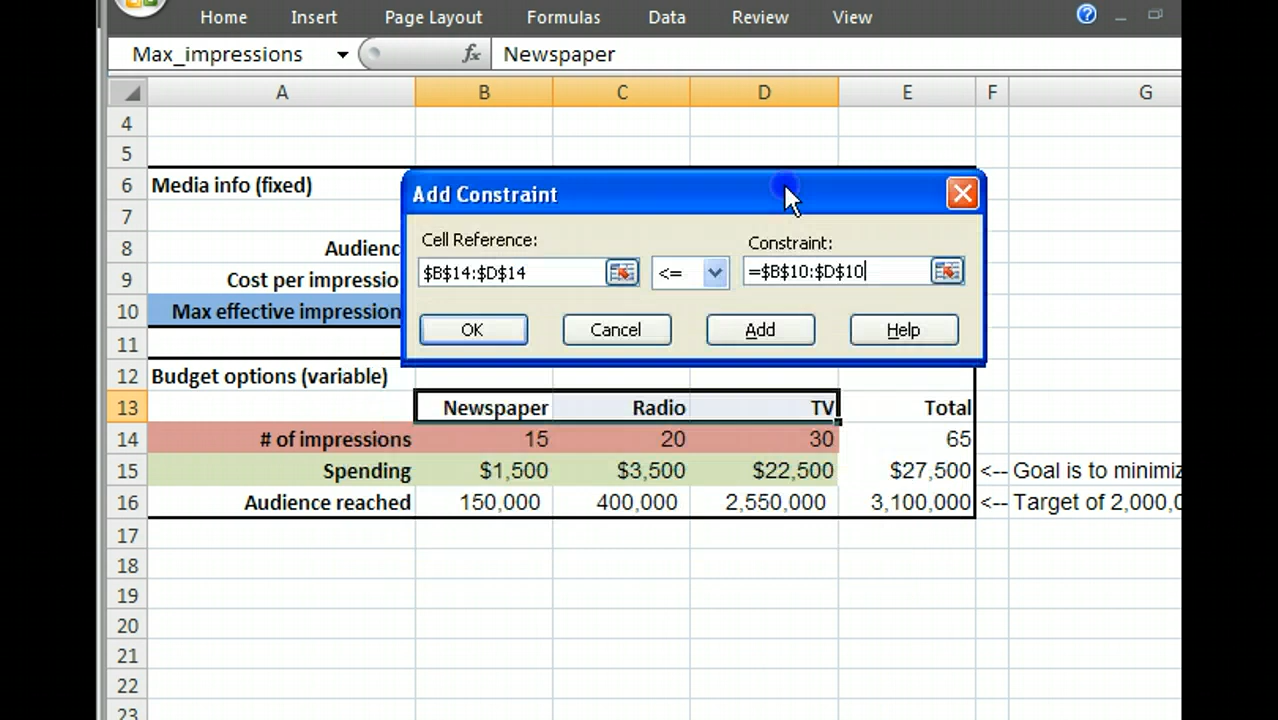 Home Insert Page Layout Formulas Data Review View
Max_impressions fx Newspaper
A B C D E F G
4
5
6 Media info (fixed)
Add Constraint
7
Cell Reference: Constraint:
8 Audienc
$B$14:$D$14 <= =$B$10:$D$10
9 Cost per impressio
10 Max effective impression
OK Cancel Add Help
11
12 Budget options (variable)
13 Newspaper Radio TV Total
14 # of impressions 15 20 30 65
15 Spending $1,500 $3,500 $22,500 $27,500 <-- Goal is to minimiz
16 Audience reached 150,000 400,000 2,550,000 3,100,000 <-- Target of 2,000,0
17
18
19
20
21
22
23